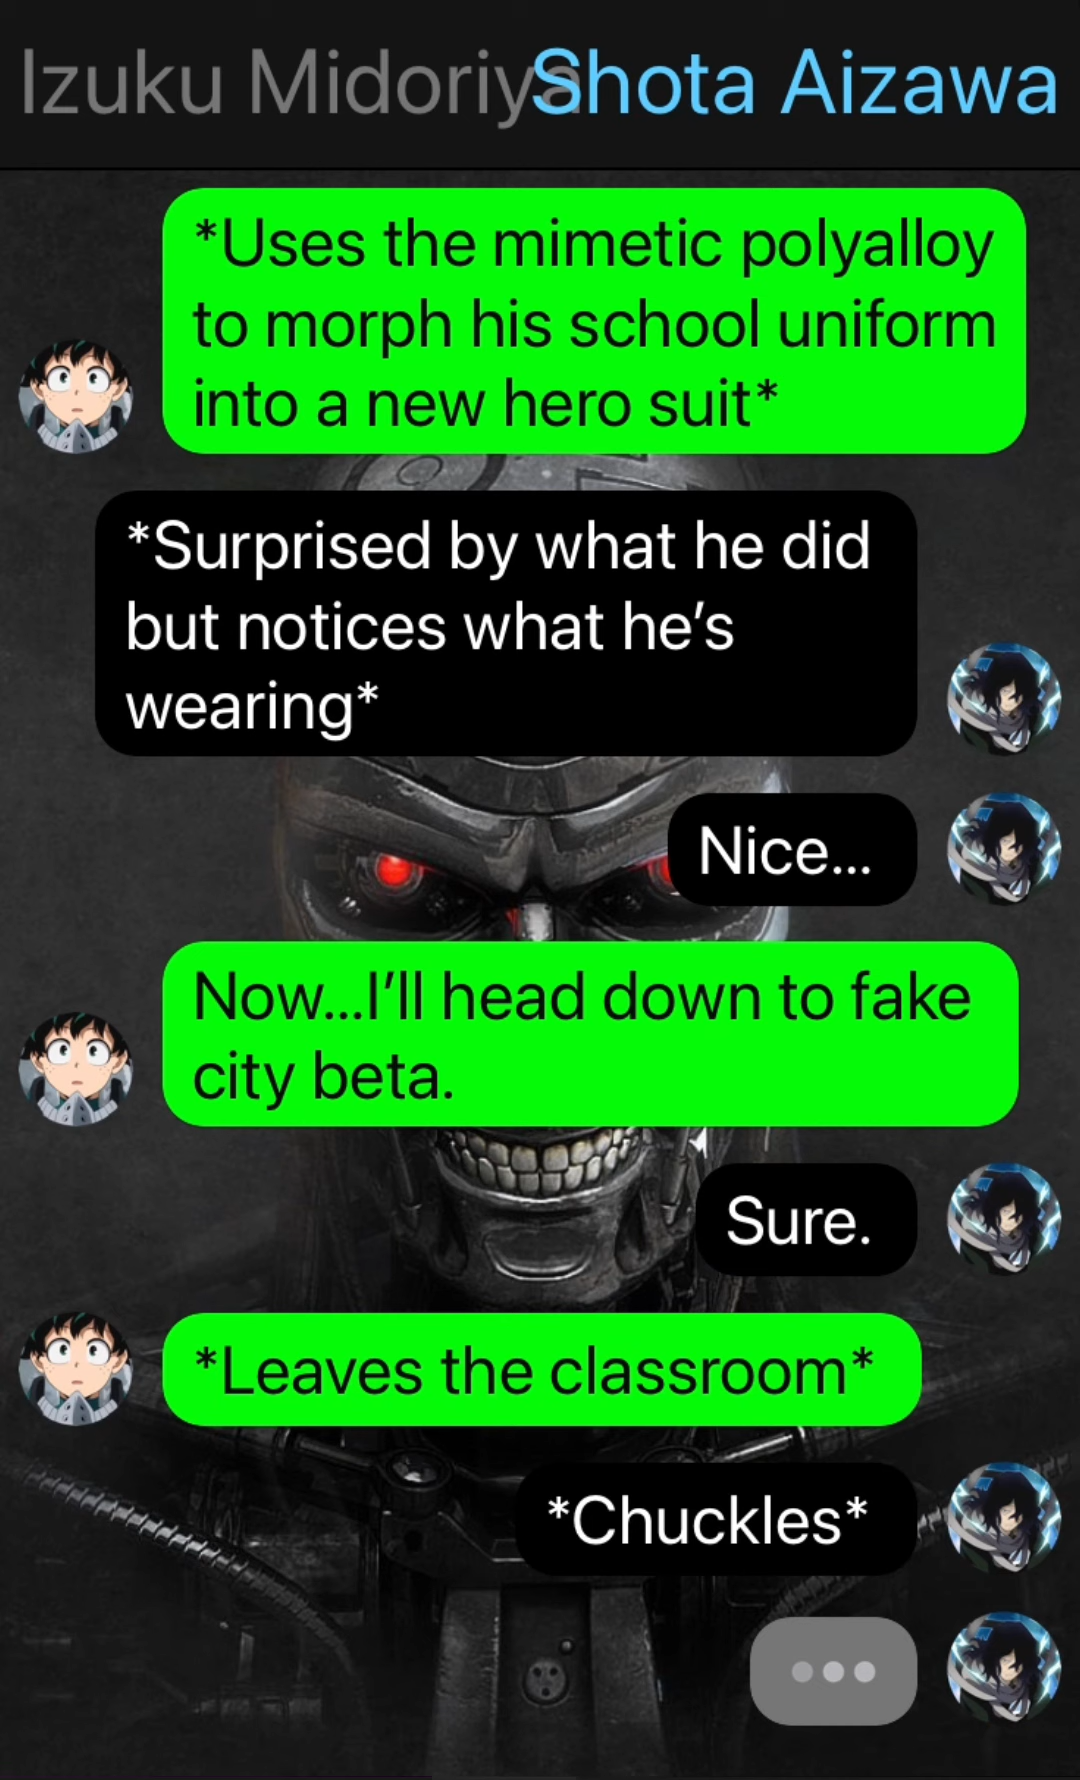 Izuku Midoriya Shota Aizawa
*Uses the mimetic polyalloy
to morph his school uniform
into a new hero suit*
*Surprised by what he did
but notices what he’s
wearing*
Nice...
Now...I’ll head down to fake
city beta.
Sure.
*Leaves the classroom*
*Chuckles*